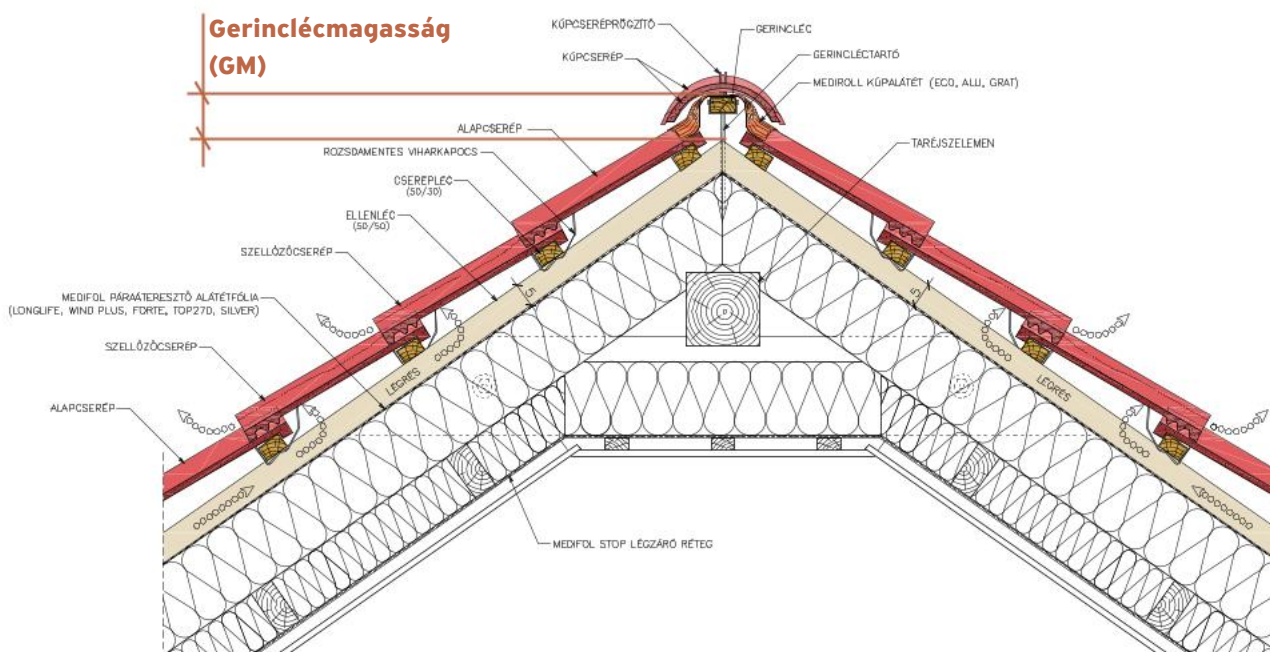 Gerinclécmagasság
(GM)
KÚPCSERÉPRÖGZÍTŐ
GERINCLÉC
KÚPCSERÉP
GERINCLÉCTARTÓ
MEDIROLL KÚPALÁTÉT (ECO, ALU, GRAT)
ALAPCSERÉP
TARÉJSZELEMEN
ROZSDAMENTES VIHARKAPOCS
CSERÉPLÉC
(50/30)
ELLENLÉC
(50/50)
SZELLŐZŐCSERÉP
MEDIFOL PÁRAÁTERESZTŐ ALÁTÉTFÓLIA
(LONGLIFE, WIND PLUS, FORTE, TOP270, SILVER)
5
5
SZELLŐZŐCSERÉP
LÉGRÉS
LÉGRÉS
ALAPCSERÉP
MEDIFOL STOP LÉGZÁRÓ RÉTEG